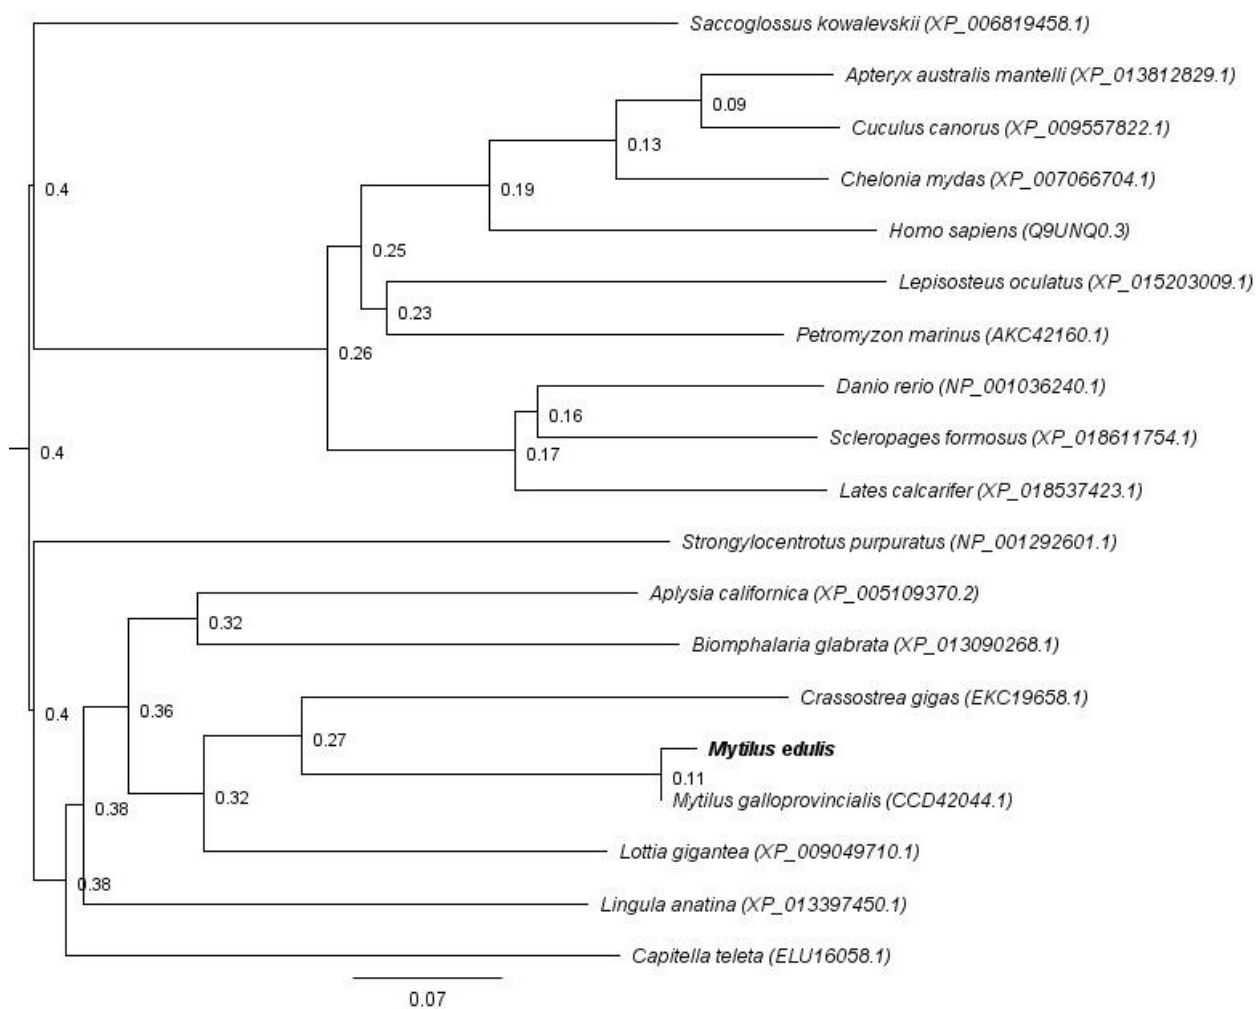 Saccoglossus kowalevskii (XP_006819458.1)
Apteryx australis mantelli (XP_013812829.1)
0.09
Cuculus canorus (XP_009557822.1)
0.13
Chelonia mydas (XP_007066704.1)
0.4
0.19
Homo sapiens (Q9UNQ0.3)
0.25
Lepisosteus oculatus (XP_015203009.1)
0.23
Petromyzon marinus (AKC42160.1)
0.26
Danio rerio (NP_001036240.1)
0.16
Scleropages formosus (XP_018611754.1)
0.4
0.17
Lates calcarifer (XP_018537423.1)
Strongylocentrotus purpuratus (NP_001292601.1)
Aplysia californica (XP_005109370.2)
0.32
Biomphalaria glabrata (XP_013090268.1)
Crassostrea gigas (EKC19658.1)
0.4
0.36
0.27
Mytilus edulis
0.11
Mytilus galloprovincialis (CCD42044.1)
0.38
0.32
Lottia gigantea (XP_009049710.1)
0.38
Lingula anatina (XP_013397450.1)
Capitella teleta (ELU16058.1)
0.07